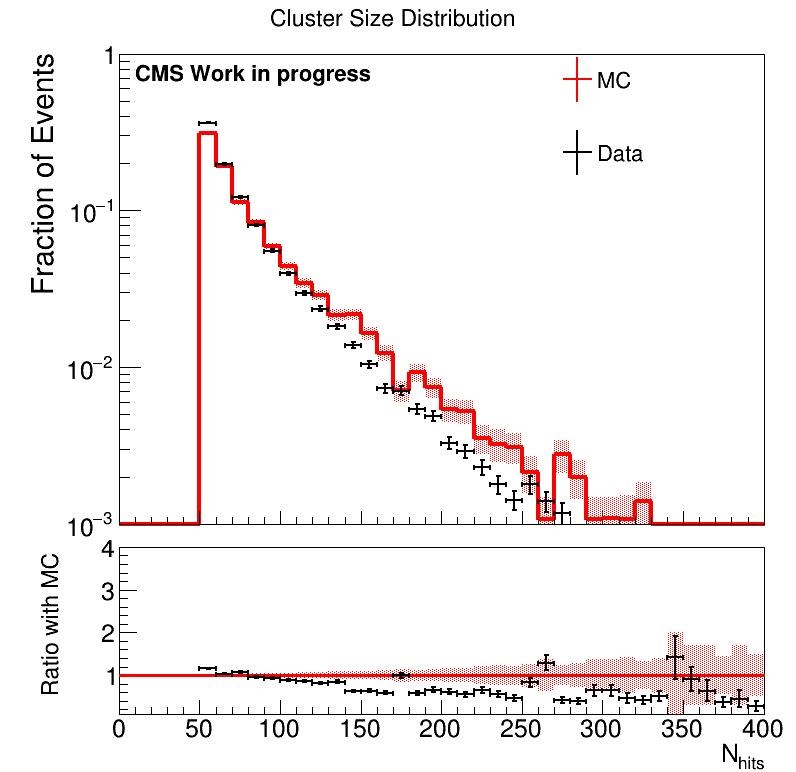 Cluster Size Distribution
CMS Work in progress
MC
Data
Fraction of Events
1
10⁻¹
10⁻²
10⁻³
Ratio with MC
4
3
2
1
0 50 100 150 200 250 300 350 400
N_hits